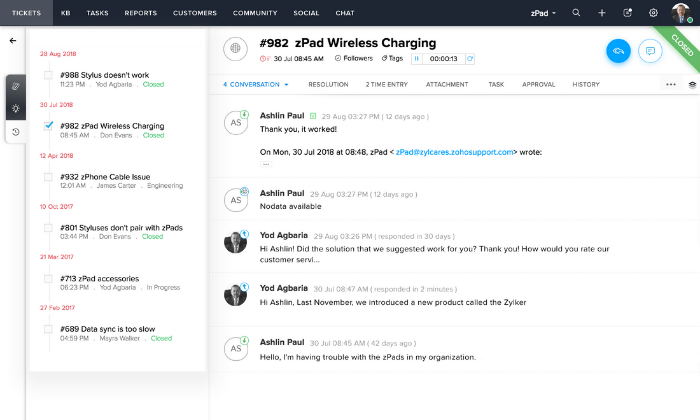 TICKETS KB TASKS REPORTS CUSTOMERS COMMUNITY SOCIAL CHAT zPad
28 Aug 2018
#988 Stylus doesn't work
11:23 PM . Yod Agbaria . Closed
30 Jul 2018
#982 zPad Wireless Charging
08:45 AM . Don Evans . Closed
12 Apr 2018
#932 zPhone Cable Issue
12:01 AM . James Carter . Engineering
10 Oct 2017
#801 Styluses don't pair with zPads
03:44 PM . Don Evans . Closed
21 Mar 2017
#713 zPad accessories
06:23 PM . Yod Agbaria . In Progress
27 Feb 2017
#689 Data sync is too slow
04:59 PM . Mayra Walker . Closed
#982 zPad Wireless Charging
30 Jul 08:45 AM Followers Tags 00:00:13
CLOSED
4 CONVERSATION RESOLUTION 2 TIME ENTRY ATTACHMENT TASK APPROVAL HISTORY
AS
Ashlin Paul 29 Aug 03:27 PM ( 12 days ago )
Thank you, it worked!
On Mon, 30 Jul 2018 at 08:48, zPad < zPad@zylcares.zohosupport.com> wrote:
...
AS
Ashlin Paul 29 Aug 03:27 PM ( 12 days ago )
Nodata available
Yod Agbaria 29 Aug 03:26 PM ( responded in 30 days )
Hi Ashlin! Did the solution that we suggested work for you? Thank you! How would you rate our
customer servi...
Yod Agbaria 30 Jul 08:47 AM ( responded in 2 minutes )
Hi Ashlin, Last November, we introduced a new product called the Zylker
AS
Ashlin Paul 30 Jul 08:45 AM ( 42 days ago )
Hello, I'm having trouble with the zPads in my organization.